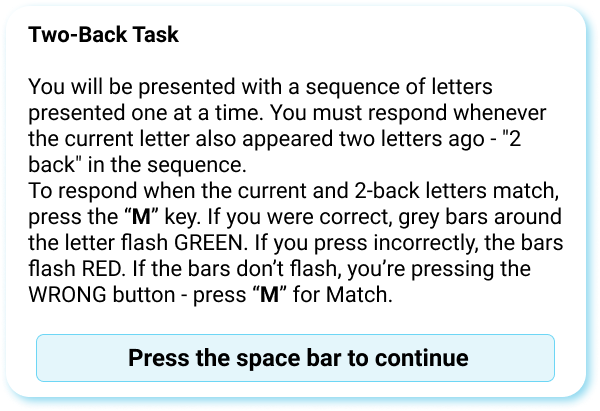 Two-Back Task
You will be presented with a sequence of letters
presented one at a time. You must respond whenever
the current letter also appeared two letters ago - "2
back" in the sequence.
To respond when the current and 2-back letters match,
press the “M” key. If you were correct, grey bars around
the letter flash GREEN. If you press incorrectly, the bars
flash RED. If the bars don’t flash, you’re pressing the
WRONG button - press “M” for Match.
Press the space bar to continue